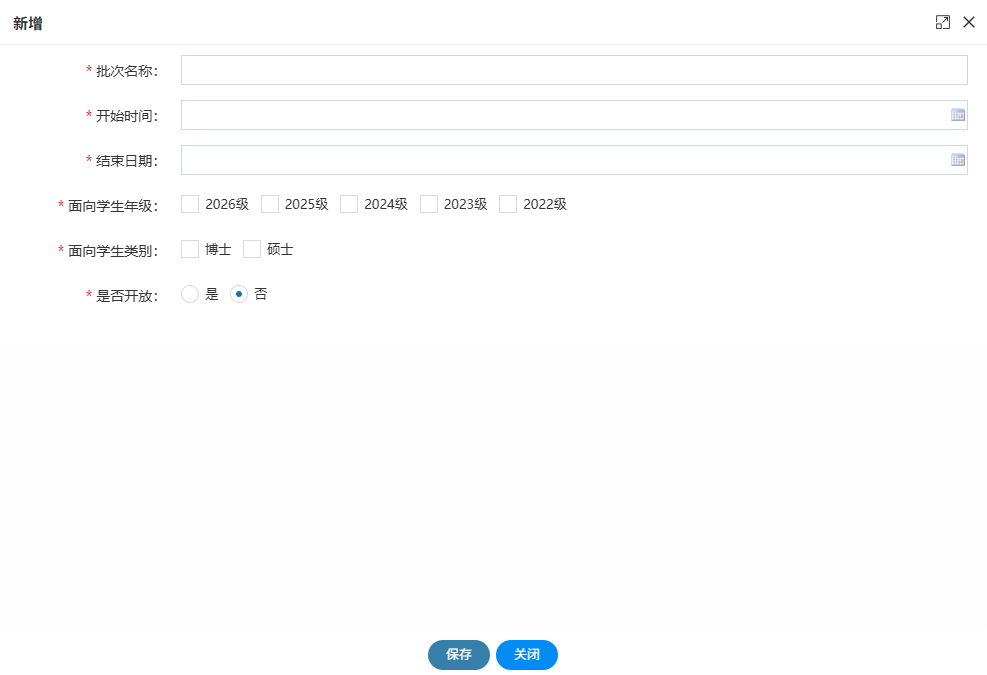 新增
* 批次名称：
* 开始时间：
* 结束日期：
* 面向学生年级： 2026级 2025级 2024级 2023级 2022级
* 面向学生类别： 博士 硕士
* 是否开放： 是 否
保存 关闭